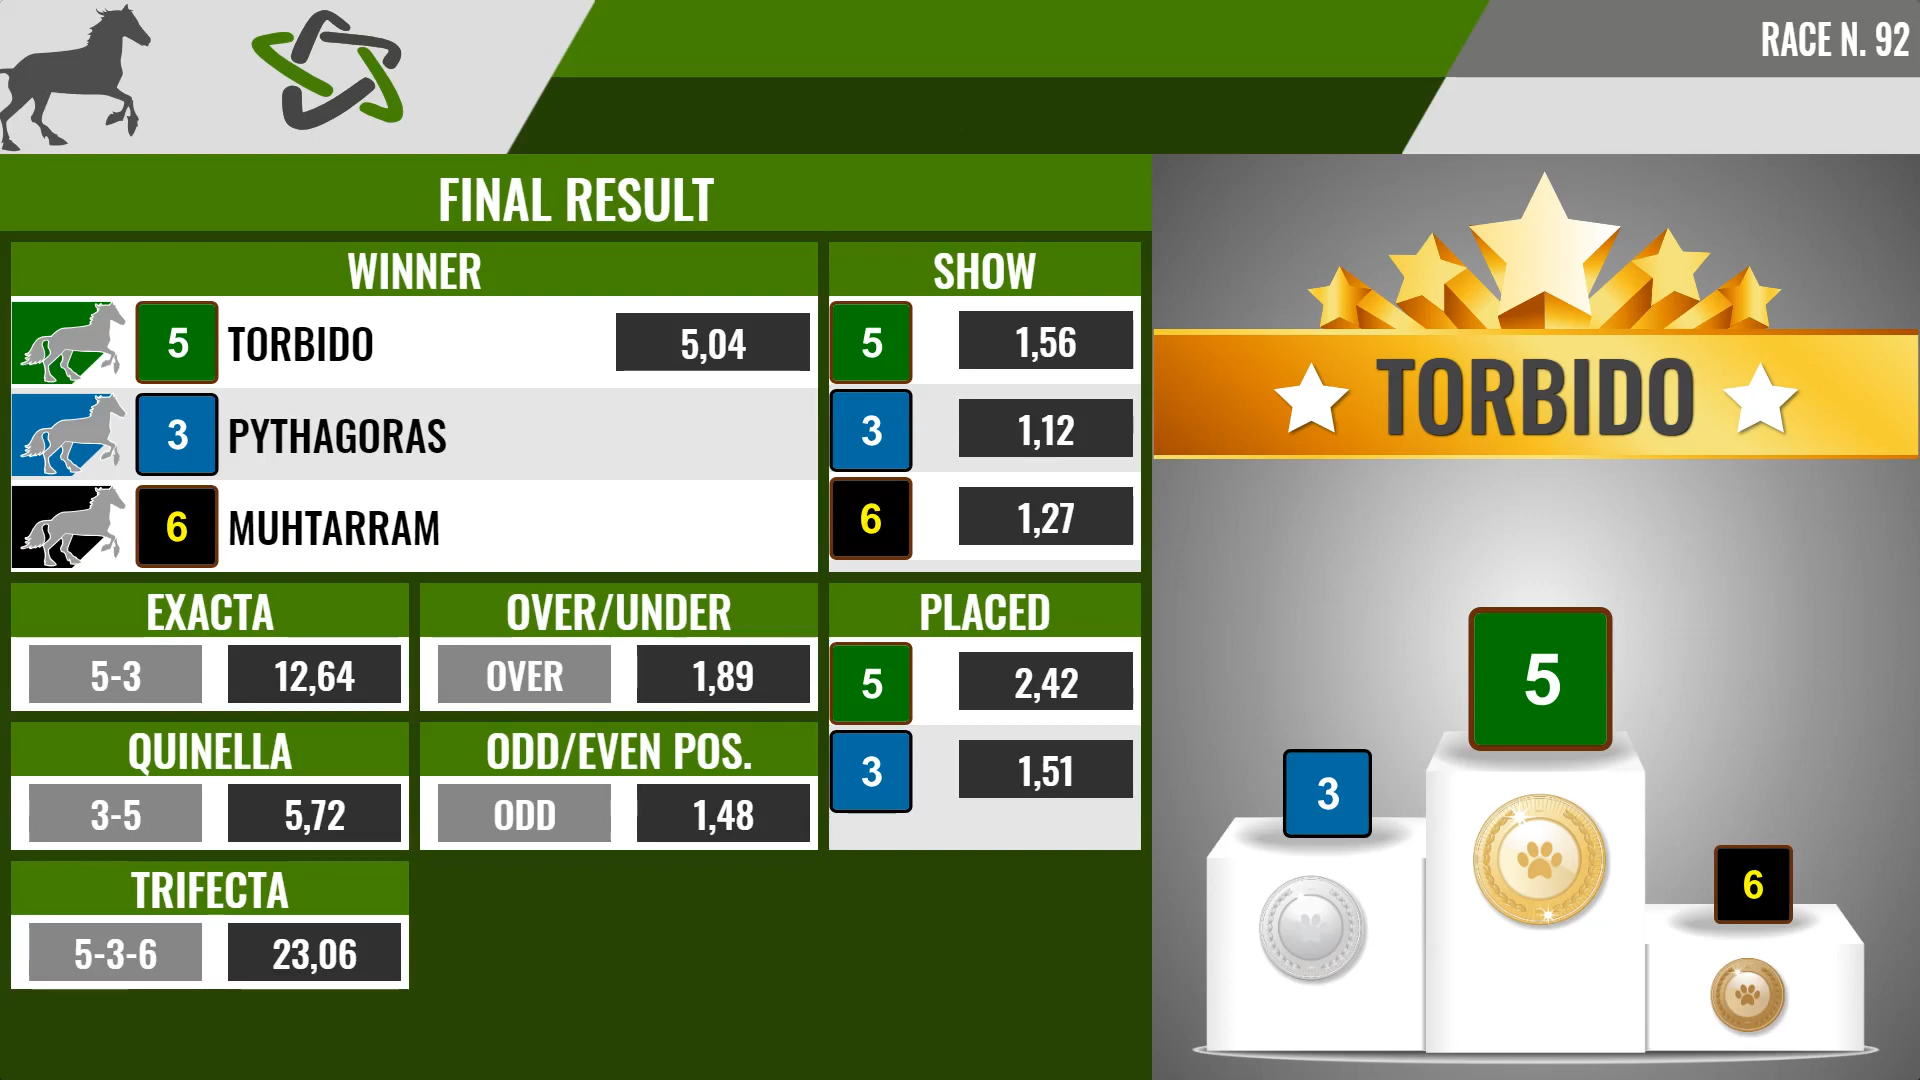 RACE N. 92
FINAL RESULT
WINNER
5 TORBIDO 5,04
3 PYTHAGORAS
6 MUHTARRAM
SHOW
5 1,56
3 1,12
6 1,27
EXACTA
5-3 12,64
OVER/UNDER
OVER 1,89
PLACED
5 2,42
3 1,51
QUINELLA
3-5 5,72
ODD/EVEN POS.
ODD 1,48
TRIFECTA
5-3-6 23,06
TORBIDO
5
3
6